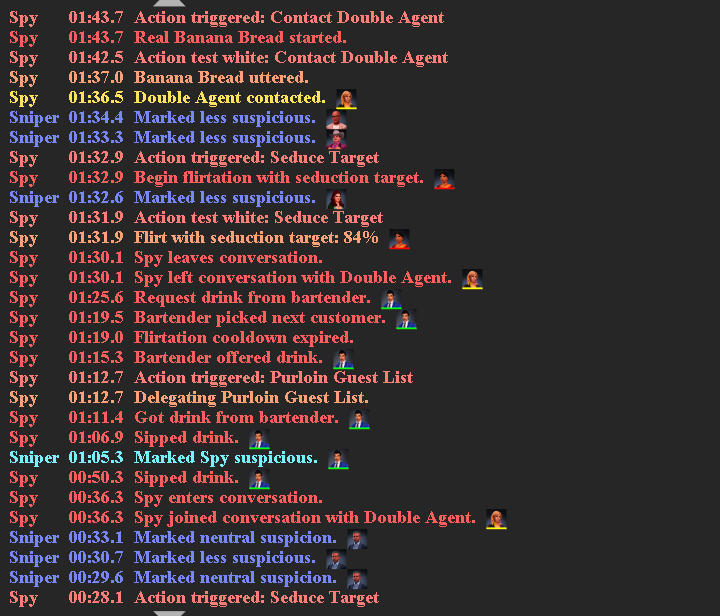 Spy 01:43.7 Action triggered: Contact Double Agent
Spy 01:43.7 Real Banana Bread started.
Spy 01:42.5 Action test white: Contact Double Agent
Spy 01:37.0 Banana Bread uttered.
Spy 01:36.5 Double Agent contacted.
Sniper 01:34.4 Marked less suspicious.
Sniper 01:33.3 Marked less suspicious.
Spy 01:32.9 Action triggered: Seduce Target
Spy 01:32.9 Begin flirtation with seduction target.
Sniper 01:32.6 Marked less suspicious.
Spy 01:31.9 Action test white: Seduce Target
Spy 01:31.9 Flirt with seduction target: 84%
Spy 01:30.1 Spy leaves conversation.
Spy 01:30.1 Spy left conversation with Double Agent.
Spy 01:25.6 Request drink from bartender.
Spy 01:19.5 Bartender picked next customer.
Spy 01:19.0 Flirtation cooldown expired.
Spy 01:15.3 Bartender offered drink.
Spy 01:12.7 Action triggered: Purloin Guest List
Spy 01:12.7 Delegating Purloin Guest List.
Spy 01:11.4 Got drink from bartender.
Spy 01:06.9 Sipped drink.
Sniper 01:05.3 Marked Spy suspicious.
Spy 00:50.3 Sipped drink.
Spy 00:36.3 Spy enters conversation.
Spy 00:36.3 Spy joined conversation with Double Agent.
Sniper 00:33.1 Marked neutral suspicion.
Sniper 00:30.7 Marked less suspicious.
Sniper 00:29.6 Marked neutral suspicion.
Spy 00:28.1 Action triggered: Seduce Target